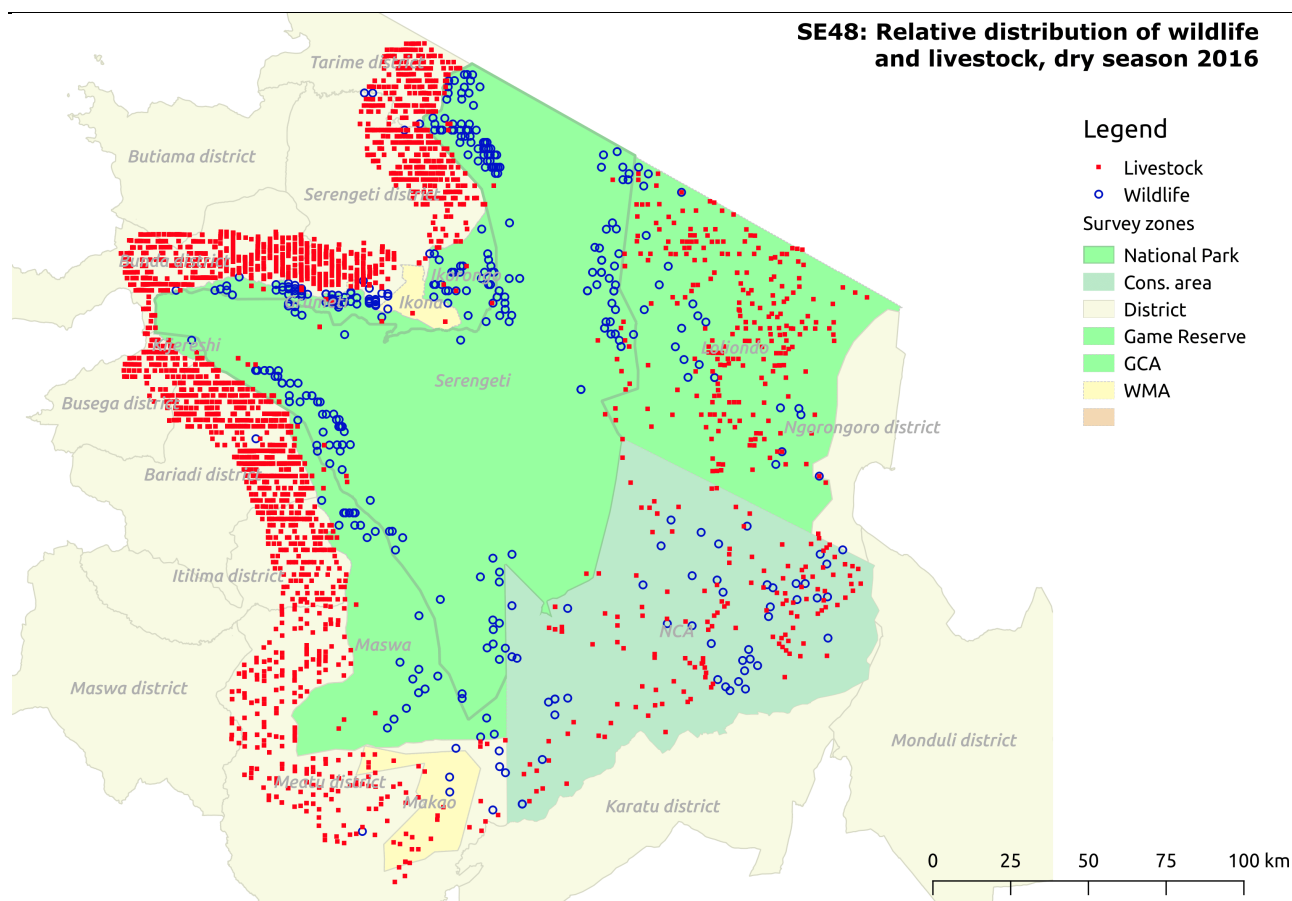 SE48: Relative distribution of wildlife
and livestock, dry season 2016
Legend
Livestock
Wildlife
Survey zones
National Park
Cons. area
District
Game Reserve
GCA
WMA
Tarime district
Butiama district
Serengeti district
Bunda district
Ikorongo
Grumeti
Ikona
Kijereshi
Loliondo
Serengeti
Busega district
Ngorongoro district
Bariadi district
Itilima district
NCA
Maswa
Maswa district
Monduli district
Meatu district
Makao
Karatu district
0 25 50 75 100 km